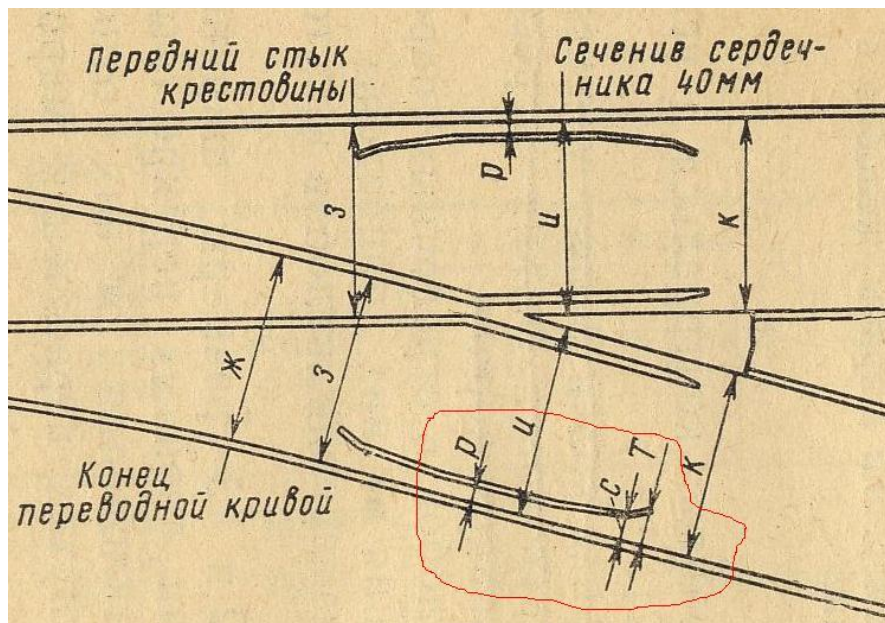 Передний стык
крестовины
Сечение сердеч-
ника 40мм
Р
З
и
К
Ж
З
и
Р
С
Т
К
Конец
переводной кривой